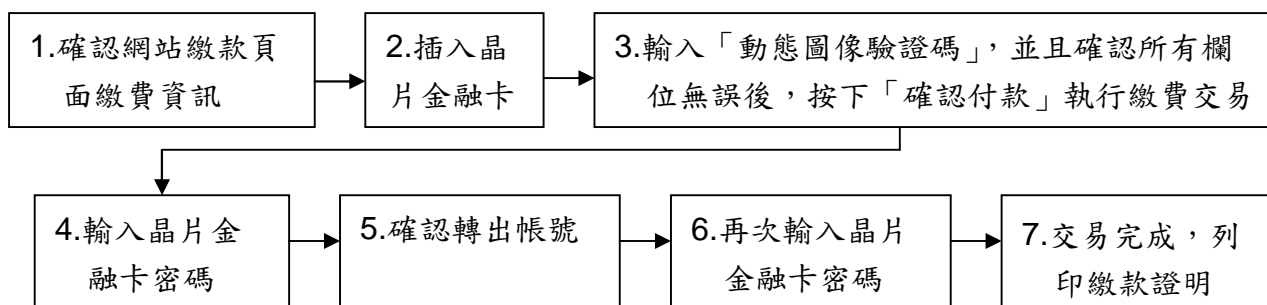 1.確認網站繳款頁
面繳費資訊
2.插入晶
片金融卡
3.輸入「動態圖像驗證碼」,並且確認所有欄
位無誤後,按下「確認付款」執行繳費交易
4.輸入晶片金
融卡密碼
5.確認轉出帳號
6.再次輸入晶片
金融卡密碼
7.交易完成,列
印繳款證明